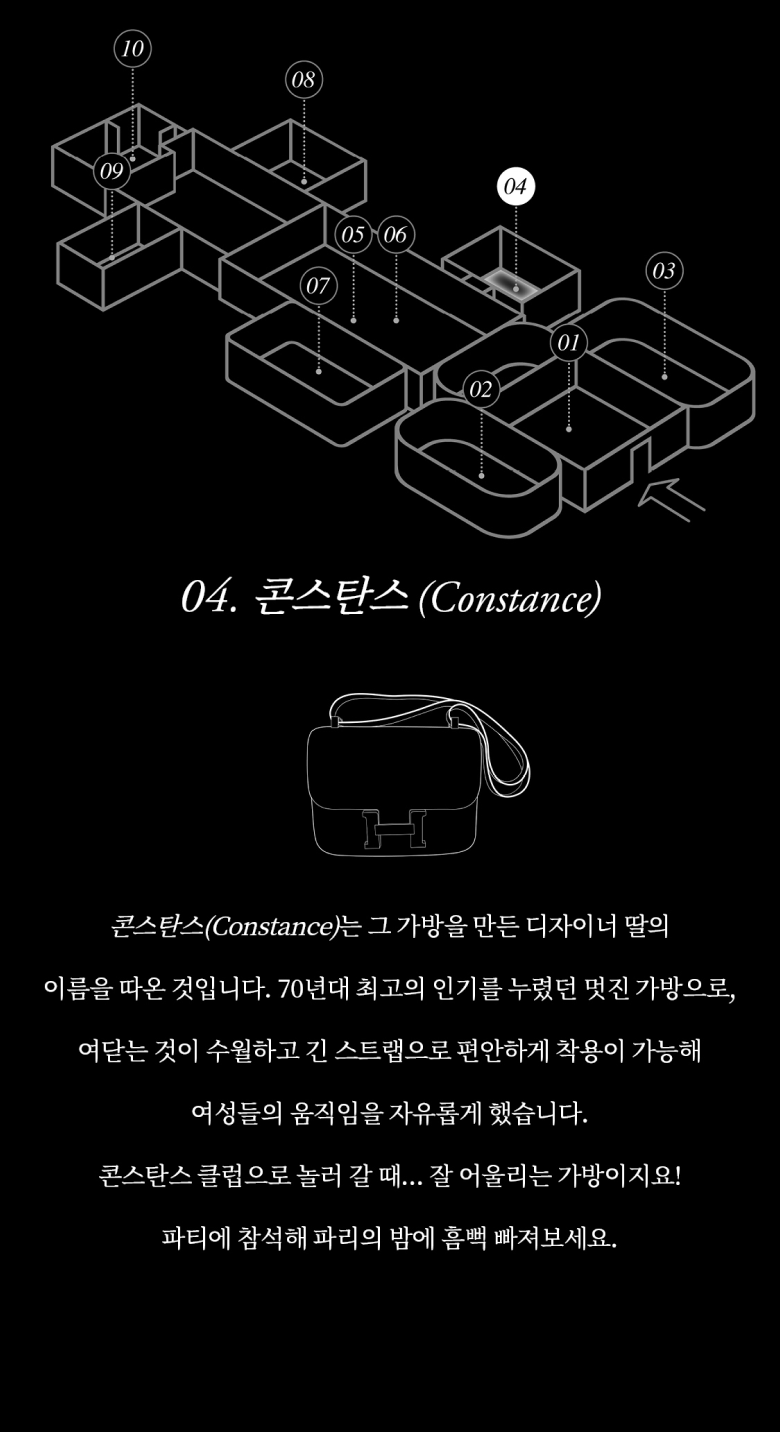 10
08
09
04
05
06
03
07
01
02
04. 콘스탄스 (Constance)
콘스탄스(Constance)는 그 가방을 만든 디자이너 딸의
이름을 따온 것입니다. 70년대 최고의 인기를 누렸던 멋진 가방으로,
여닫는 것이 수월하고 긴 스트랩으로 편안하게 착용이 가능해
여성들의 움직임을 자유롭게 했습니다.
콘스탄스 클럽으로 놀러 갈 때... 잘 어울리는 가방이지요!
파티에 참석해 파리의 밤에 흠뻑 빠져보세요.